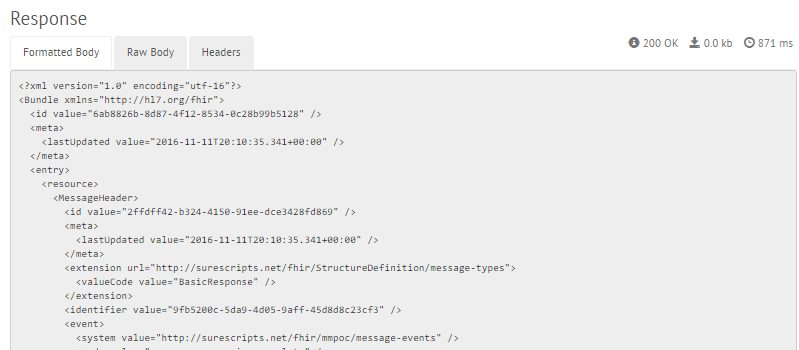 Response
Formatted Body Raw Body Headers 200 OK 0.0 kb 871 ms
<?xml version="1.0" encoding="utf-16"?>
<Bundle xmlns="http://hl7.org/fhir">
  <id value="6ab8826b-8d87-4f12-8534-0c28b99b5128" />
  <meta>
    <lastUpdated value="2016-11-11T20:10:35.341+00:00" />
  </meta>
  <entry>
    <resource>
      <MessageHeader>
        <id value="2ffdff42-b324-4150-91ee-dce3428fd869" />
        <meta>
          <lastUpdated value="2016-11-11T20:10:35.341+00:00" />
        </meta>
        <extension url="http://surescripts.net/fhir/StructureDefinition/message-types">
          <valueCode value="BasicResponse" />
        </extension>
        <identifier value="9fb5200c-5da9-4d05-9aff-45d8d8c23cf3" />
        <event>
          <system value="http://surescripts.net/fhir/mmpoc/message-events" />